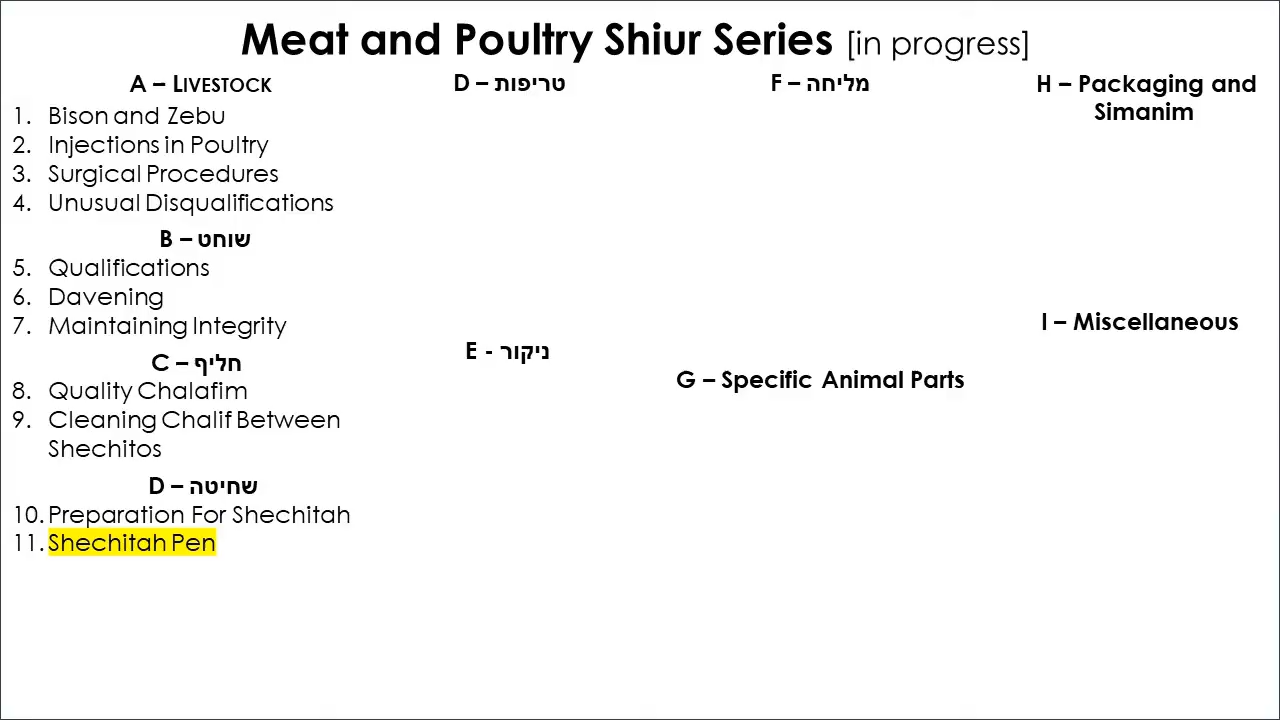 Meat and Poultry Shiur Series [in progress]
A – LIVESTOCK
1. Bison and Zebu
2. Injections in Poultry
3. Surgical Procedures
4. Unusual Disqualifications
B – שוחט
5. Qualifications
6. Davening
7. Maintaining Integrity
C – חליף
8. Quality Chalafim
9. Cleaning Chalif Between
Shechitos
D – שחיטה
10. Preparation For Shechitah
11. Shechitah Pen
D – טריפות
E - ניקור
F – מליחה
G – Specific Animal Parts
H – Packaging and
Simanim
I – Miscellaneous